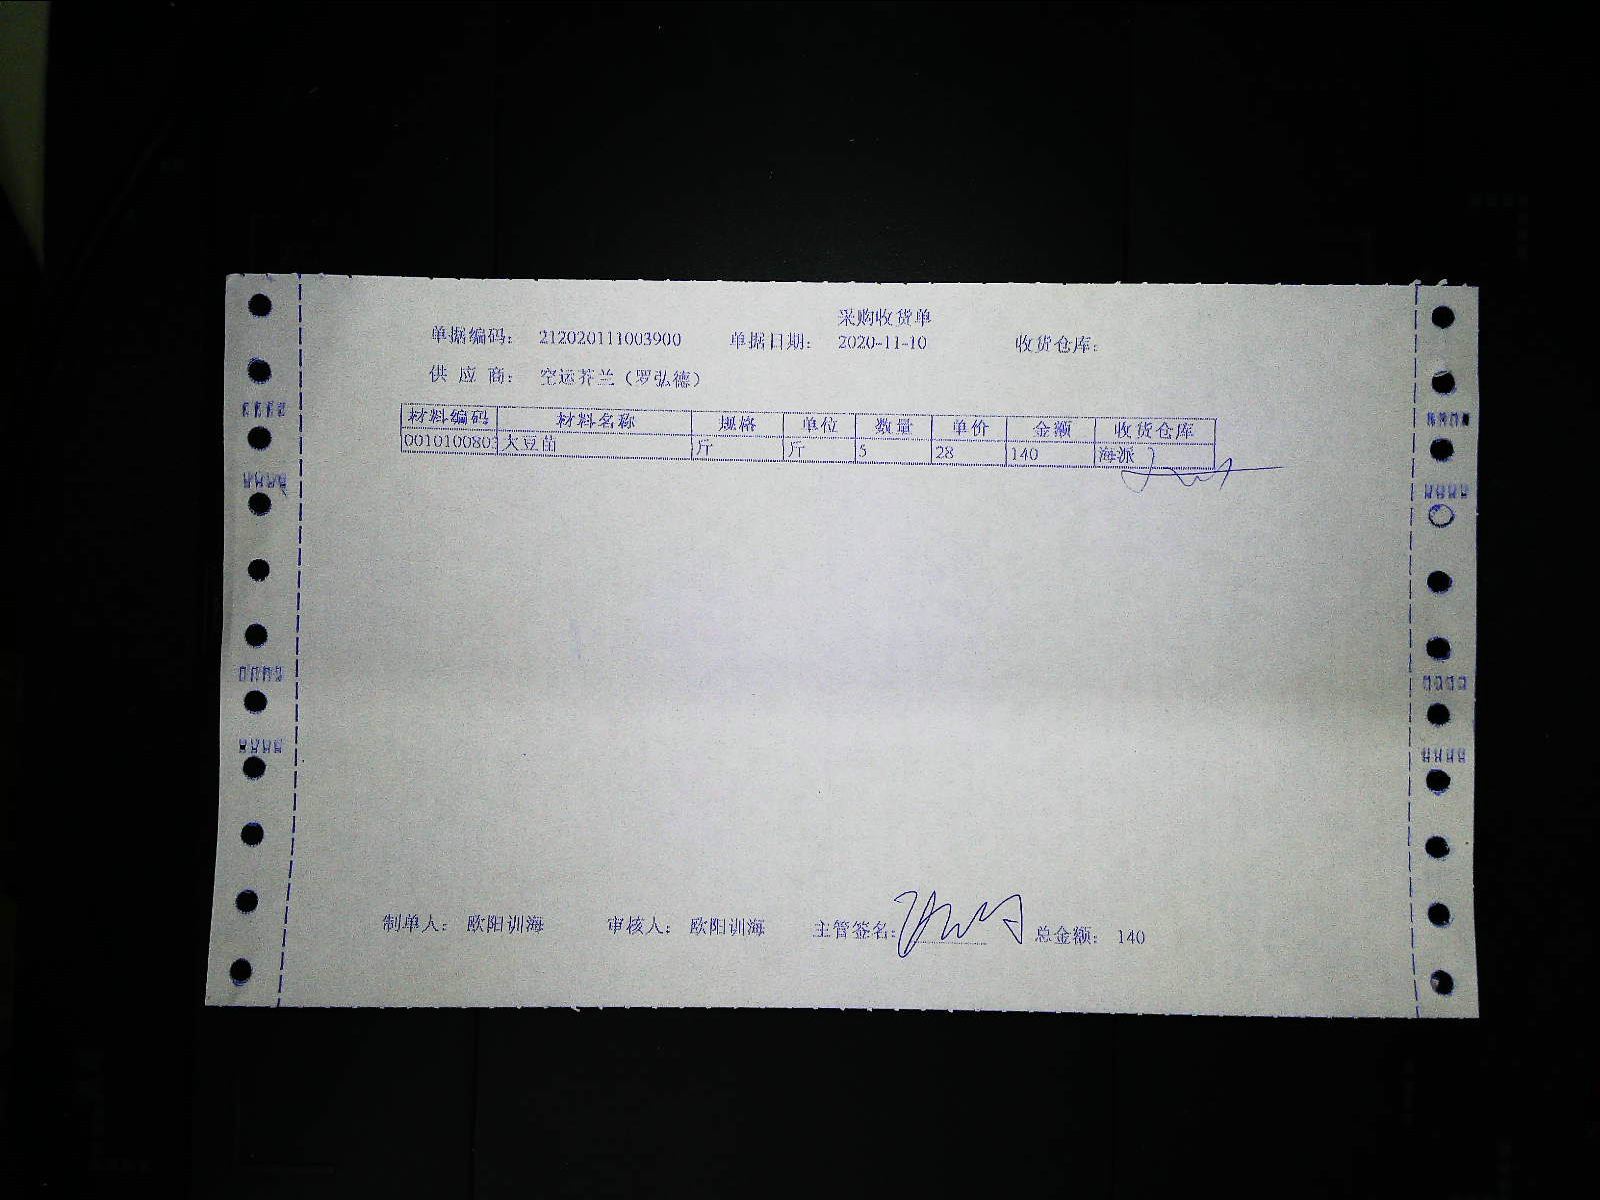 采购收货单
单据编码： 212020111003900 单据日期： 2020-11-10 收货仓库：
供 应 商： 空运芥兰（罗弘德）
材料编码 材料名称 规格 单位 数量 单价 金额 收货仓库
0010100803 大豆苗 斤 斤 5 28 140 海派
制单人： 欧阳训海 审核人： 欧阳训海 主管签名： 总金额： 140